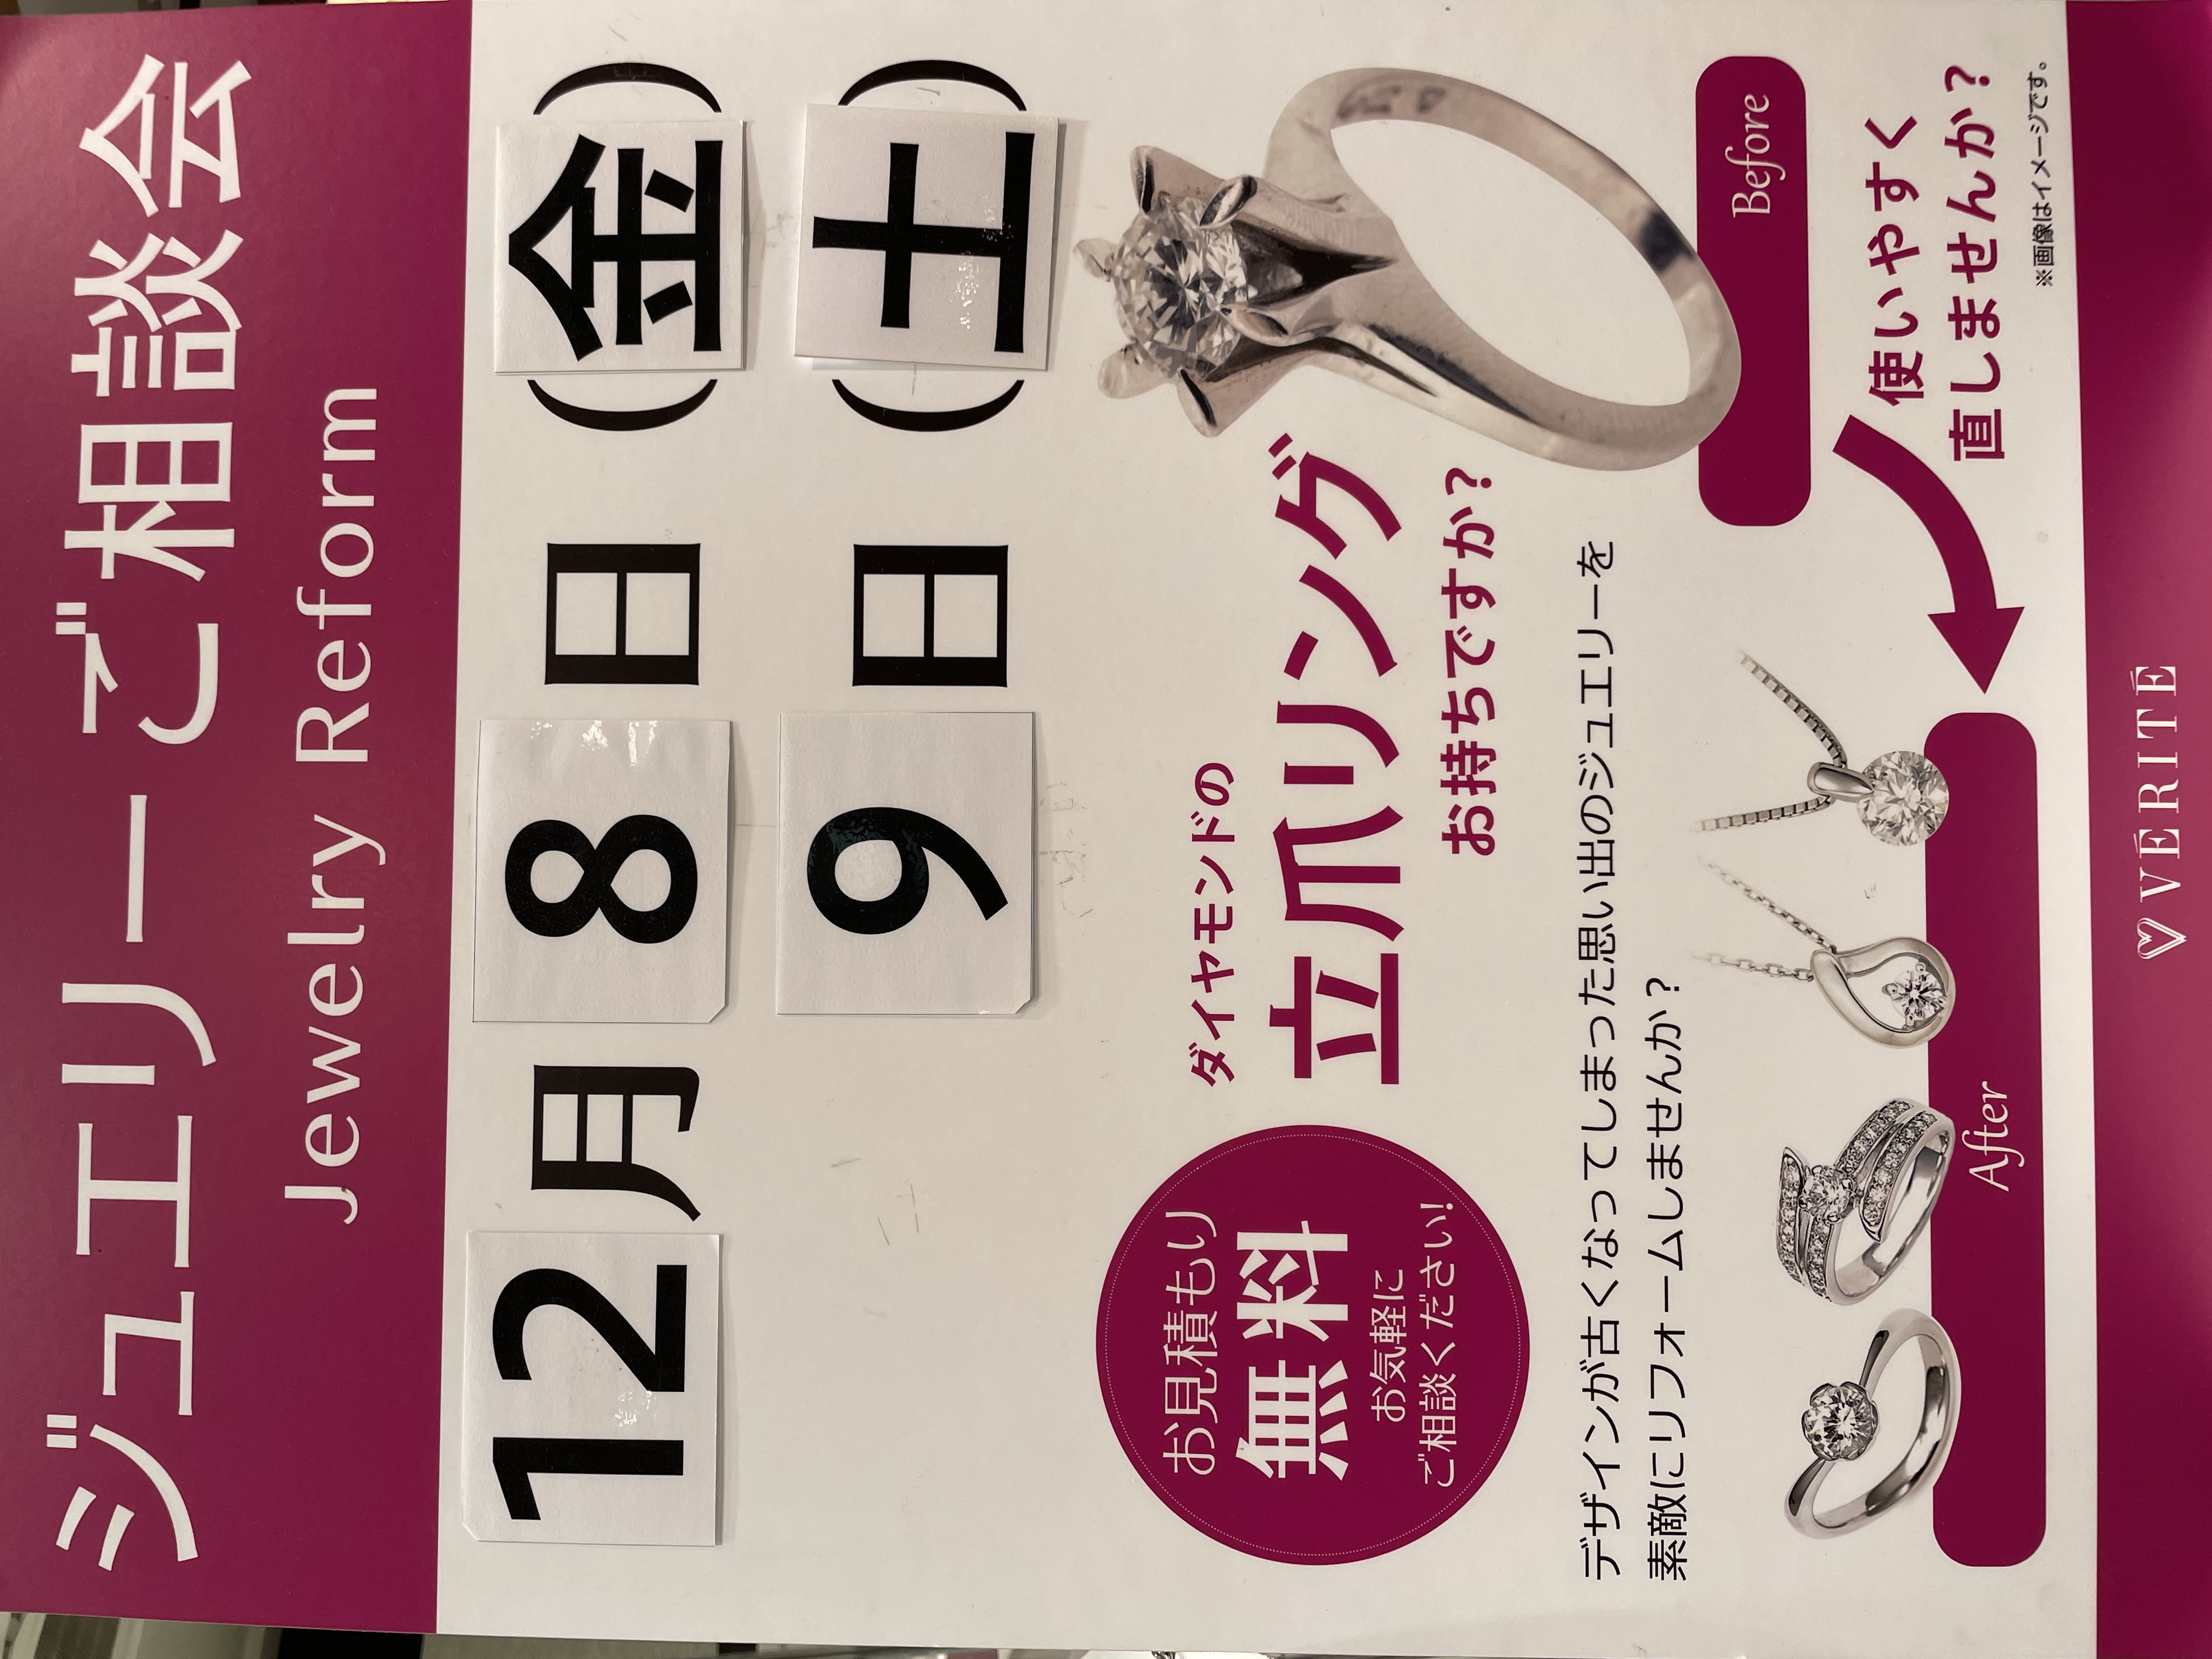 ジュエリーご相談会
Jewelry Reform
12月8日(金)
9日(土)
お見積もり
無料
お気軽に
ご相談ください!
ダイヤモンドの
立爪リング
お持ちですか?
デザインが古くなってしまった思い出のジュエリーを
素敵にリフォームしませんか?
Before
使いやすく
直しませんか?
After
※画像はイメージです。
VĒRITĒ